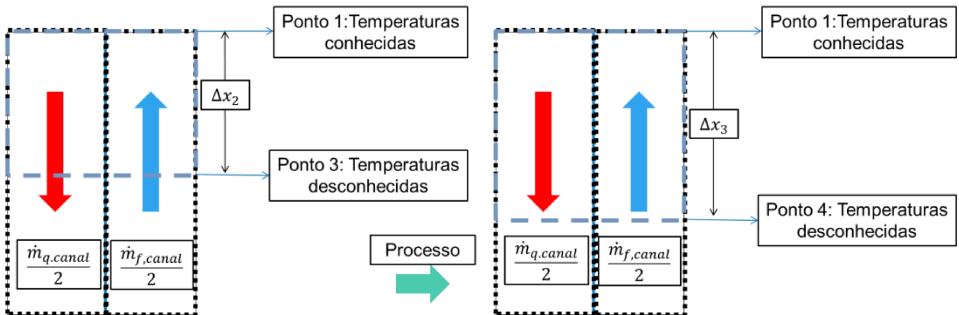 Ponto 1:Temperaturas
conhecidas
Δx₂
Ponto 3: Temperaturas
desconhecidas
ṁq.canal
2
ṁf,canal
2
Processo
Ponto 1:Temperaturas
conhecidas
Δx₃
Ponto 4: Temperaturas
desconhecidas
ṁq.canal
2
ṁf,canal
2